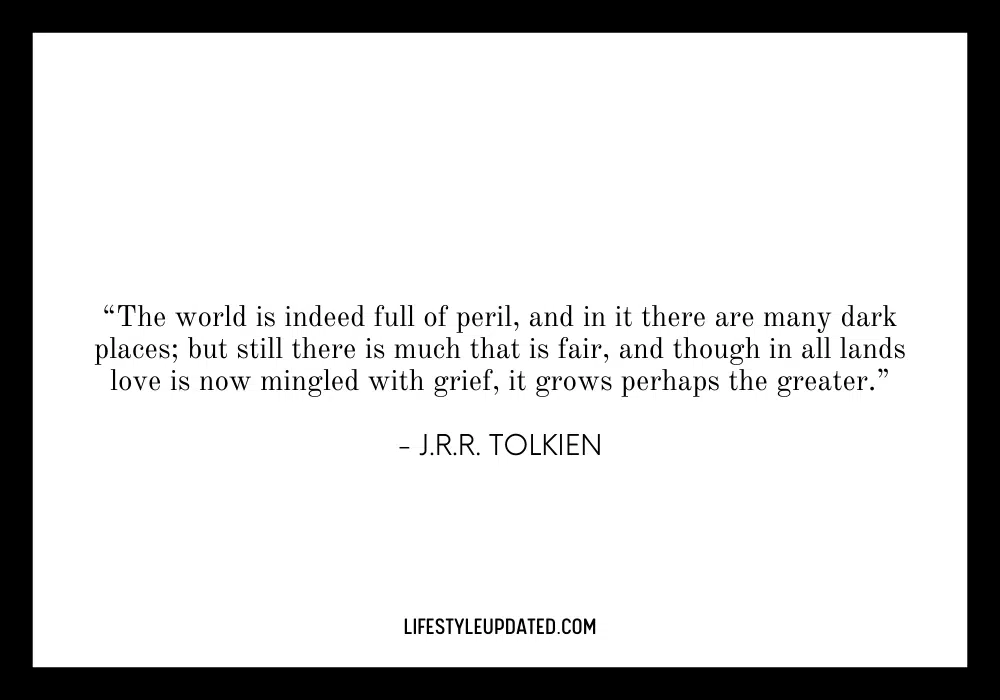 “The world is indeed full of peril, and in it there are many dark
places; but still there is much that is fair, and though in all lands
love is now mingled with grief, it grows perhaps the greater.”
– J.R.R. TOLKIEN
LIFESTYLEUPDATED.COM